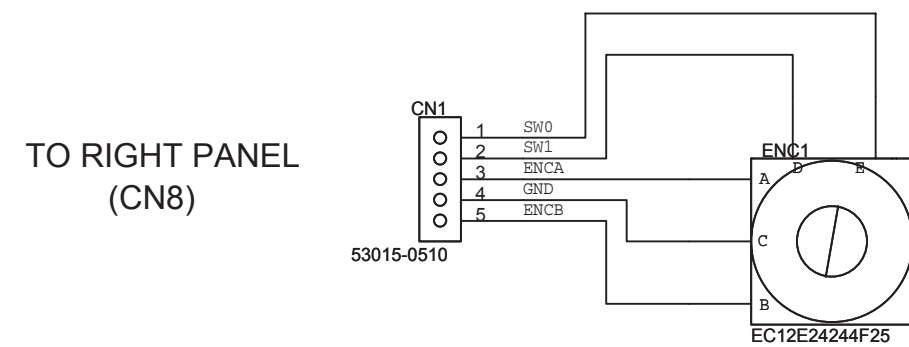 TO RIGHT PANEL
(CN8)
CN1
1 SW0
2 SW1
3 ENCA
4 GND
5 ENCB
53015-0510
ENC1
D E
A
C
B
EC12E24244F25